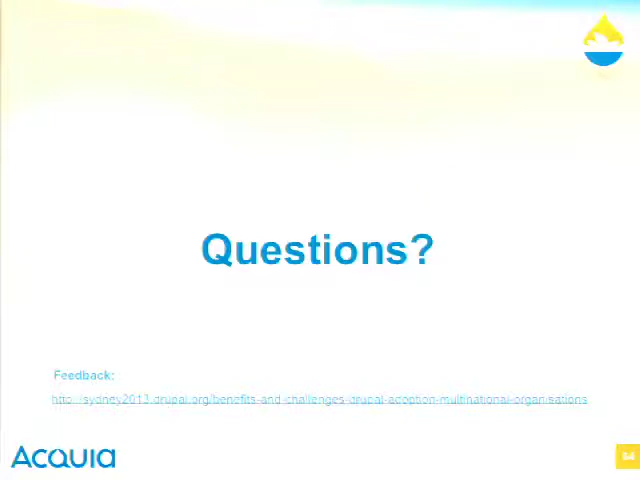 Questions?
Feedback:
http://sydney2013.drupal.org/benefits-and-challenges-drupal-adoption-multinational-organisations
Acquia